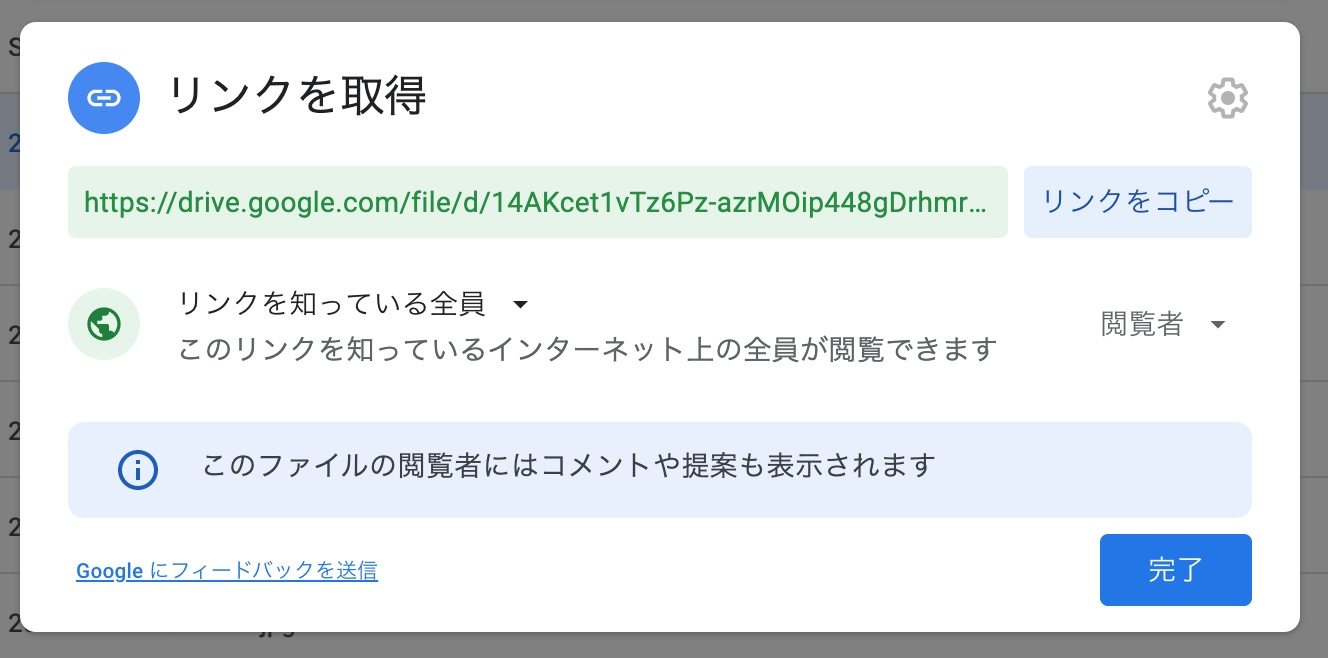 リンクを取得
https://drive.google.com/file/d/14AKcet1vTz6Pz-azrMOip448gDrhmr...
リンクをコピー
リンクを知っている全員
このリンクを知っているインターネット上の全員が閲覧できます
閲覧者
このファイルの閲覧者にはコメントや提案も表示されます
Google にフィードバックを送信
完了